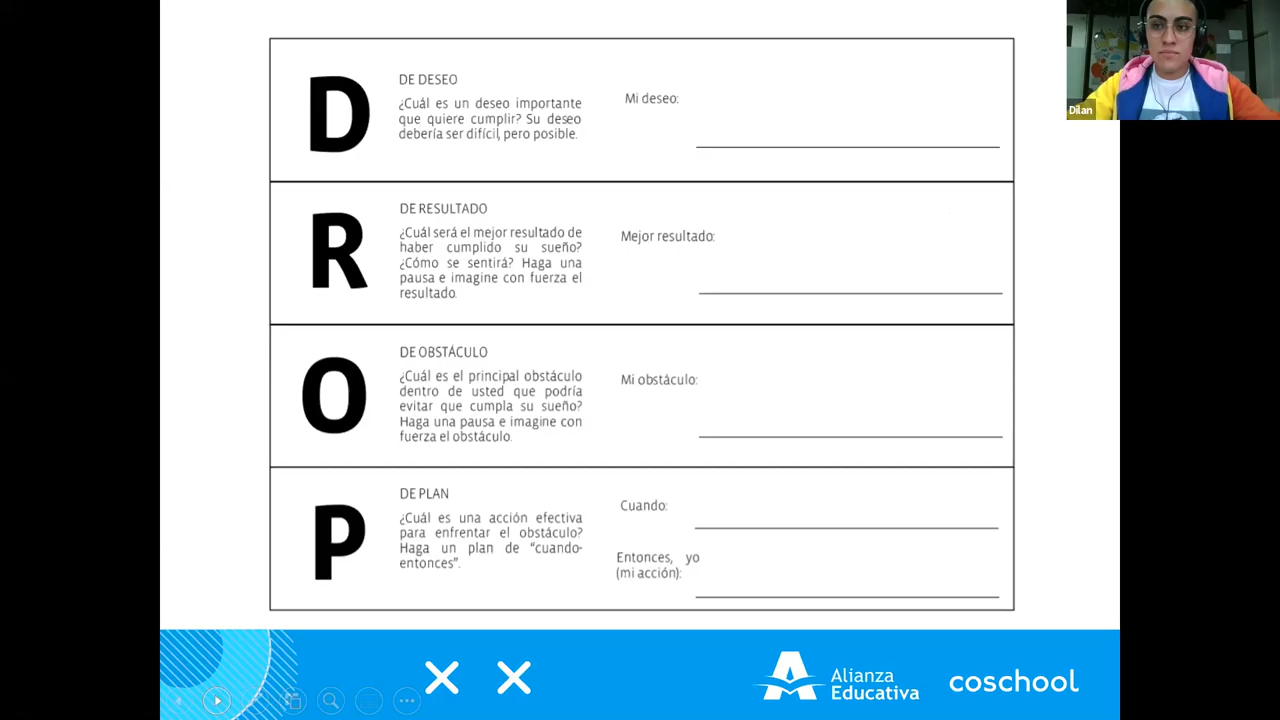 D
DE DESEO
¿Cuál es un deseo importante
que quiere cumplir? Su deseo
debería ser difícil, pero posible.
Mi deseo:
R
DE RESULTADO
¿Cuál será el mejor resultado de
haber cumplido su sueño?
¿Cómo se sentirá? Haga una
pausa e imagine con fuerza el
resultado.
Mejor resultado:
O
DE OBSTÁCULO
¿Cuál es el principal obstáculo
dentro de usted que podría
evitar que cumpla su sueño?
Haga una pausa e imagine con
fuerza el obstáculo.
Mi obstáculo:
P
DE PLAN
¿Cuál es una acción efectiva
para enfrentar el obstáculo?
Haga un plan de “cuando-
entonces”.
Cuando:
Entonces, yo
(mi acción):
Alianza
Educativa
coschool
Dilan